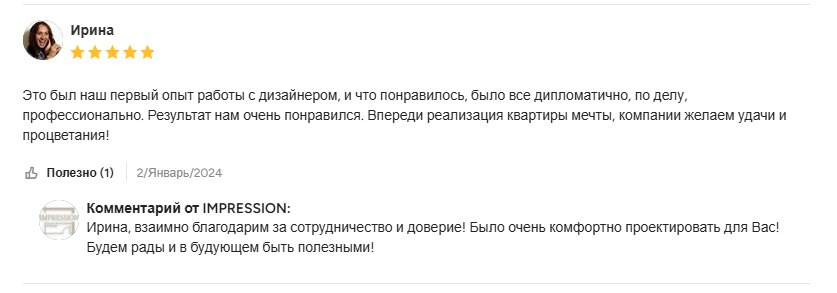 Ирина
Это был наш первый опыт работы с дизайнером, и что понравилось, было все дипломатично, по делу,
профессионально. Результат нам очень понравился. Впереди реализация квартиры мечты, компании желаем удачи и
процветания!
Полезно (1) 2/Январь/2024
IMPRESSION
Комментарий от IMPRESSION:
Ирина, взаимно благодарим за сотрудничество и доверие! Было очень комфортно проектировать для Вас!
Будем рады и в будующем быть полезными!